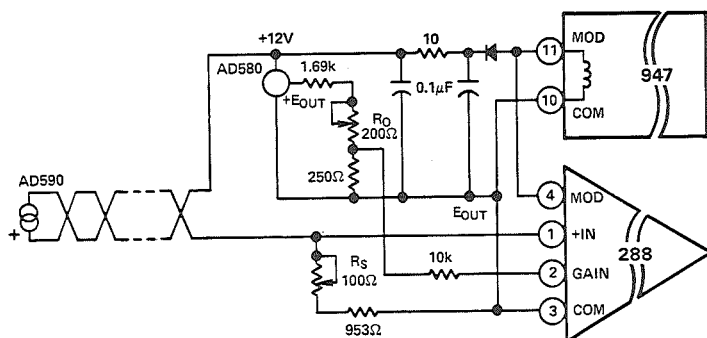 +12V
AD580
1.69k
+EOUT
RO
200Ω
250Ω
10
0.1μF
11
MOD
947
10
COM
AD590
+
EOUT
4
MOD
1
+IN
RS
100Ω
10k
2
GAIN
288
953Ω
3
COM